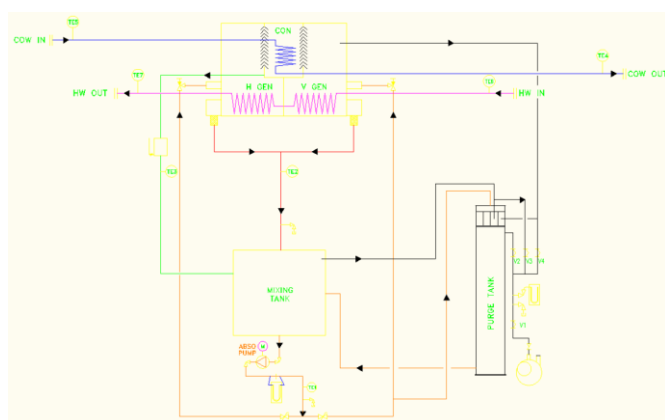 TE5
CON
COW IN
TE4
COW OUT
TE7
H GEN
V GEN
TE6
HW OUT
HW IN
TE2
V2
V3
V4
MIXING
TANK
PURGE TANK
V1
ABSO
PUMP
M
TE1